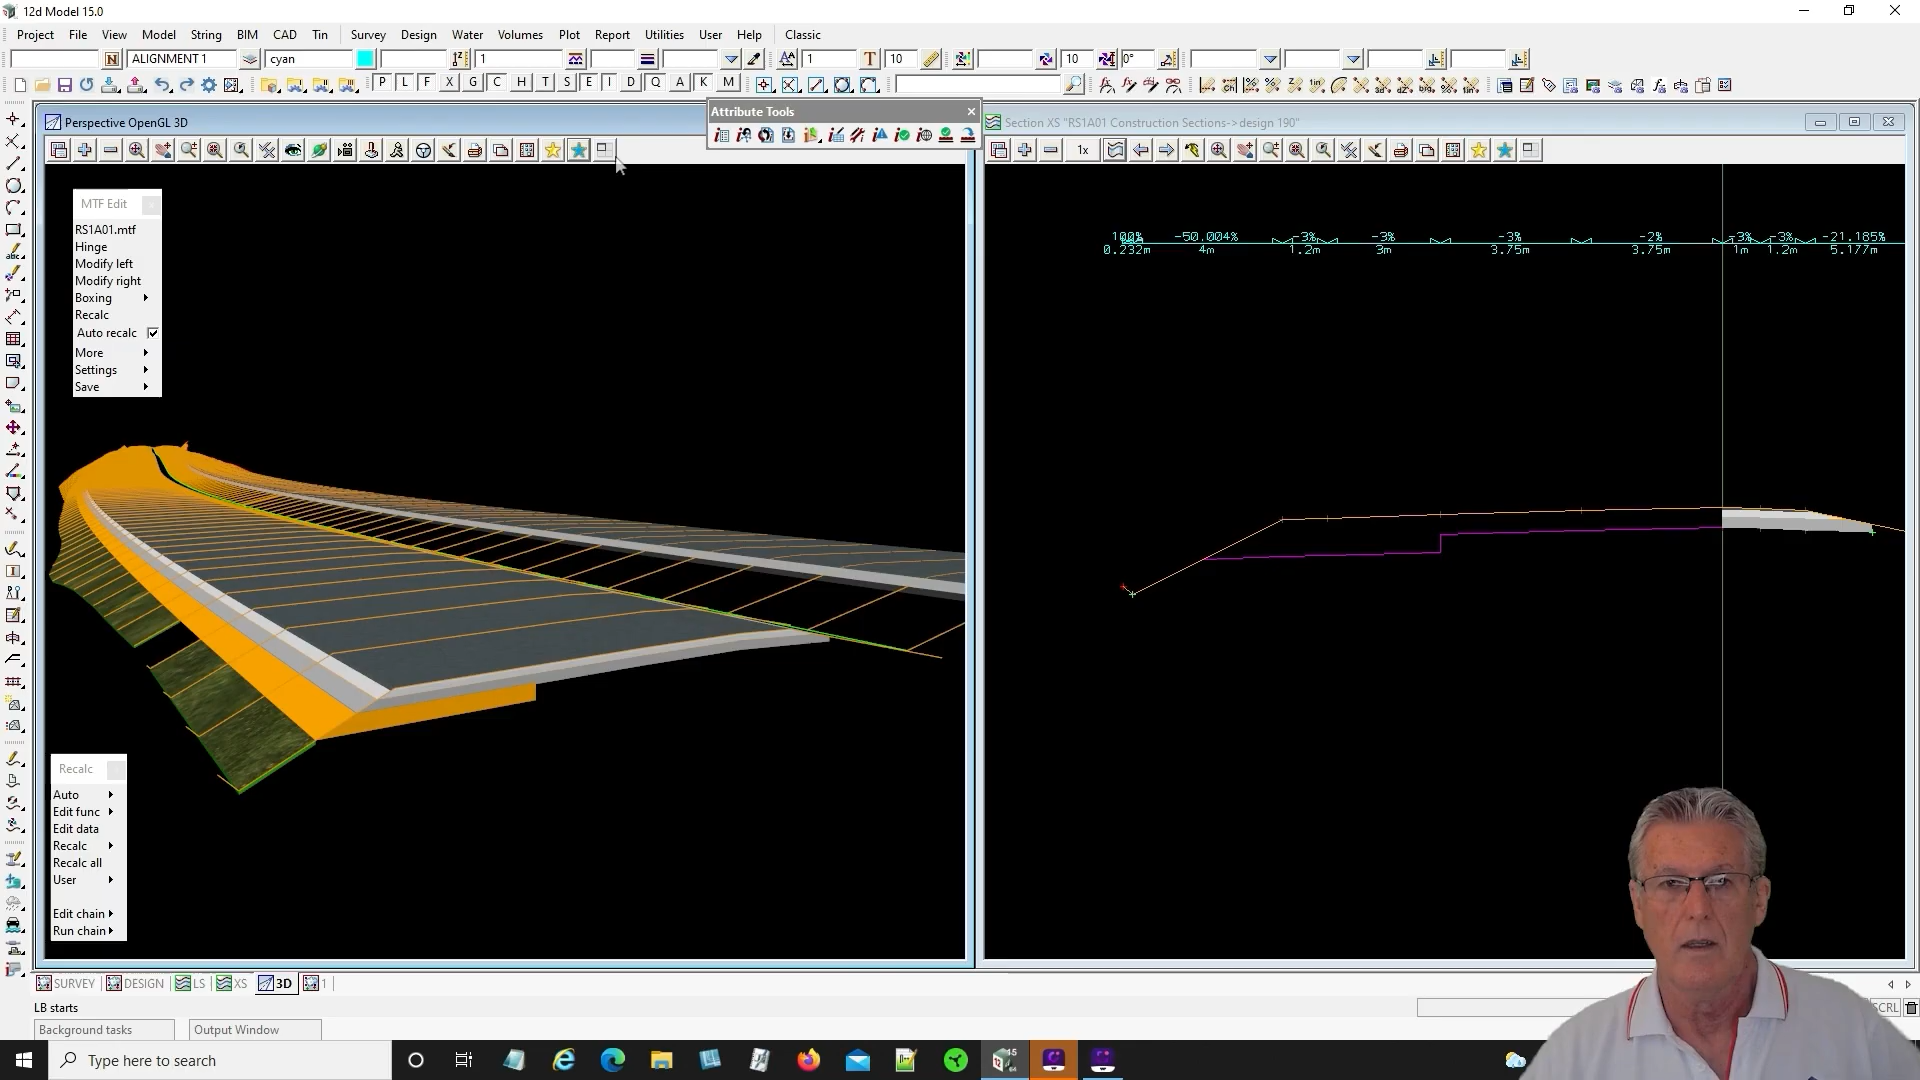 12d Model 15.0
Project File View Model String BIM CAD Tin Survey Design Water Volumes Plot Report Utilities User Help Classic
ALIGNMENT 1 cyan 1 1 10 10 0°
P L F X G C H T S E I D Q A K M
Attribute Tools
Perspective OpenGL 3D
Section XS "RS1A01 Construction Sections->design 190"
1x
MTF Edit
RS1A01.mtf
Hinge
Modify left
Modify right
Boxing
Recalc
Auto recalc
More
Settings
Save
100% -50.004% -3% -3% -3% -2% -3% -3% -21.185%
0.232m 4m 1.2m 3m 3.75m 3.75m 1m 1.2m 5.177m
Recalc
Auto
Edit func
Edit data
Recalc
Recalc all
User
Edit chain
Run chain
SURVEY DESIGN LS XS 3D 1
LB starts
SCRL
Background tasks Output Window
Type here to search